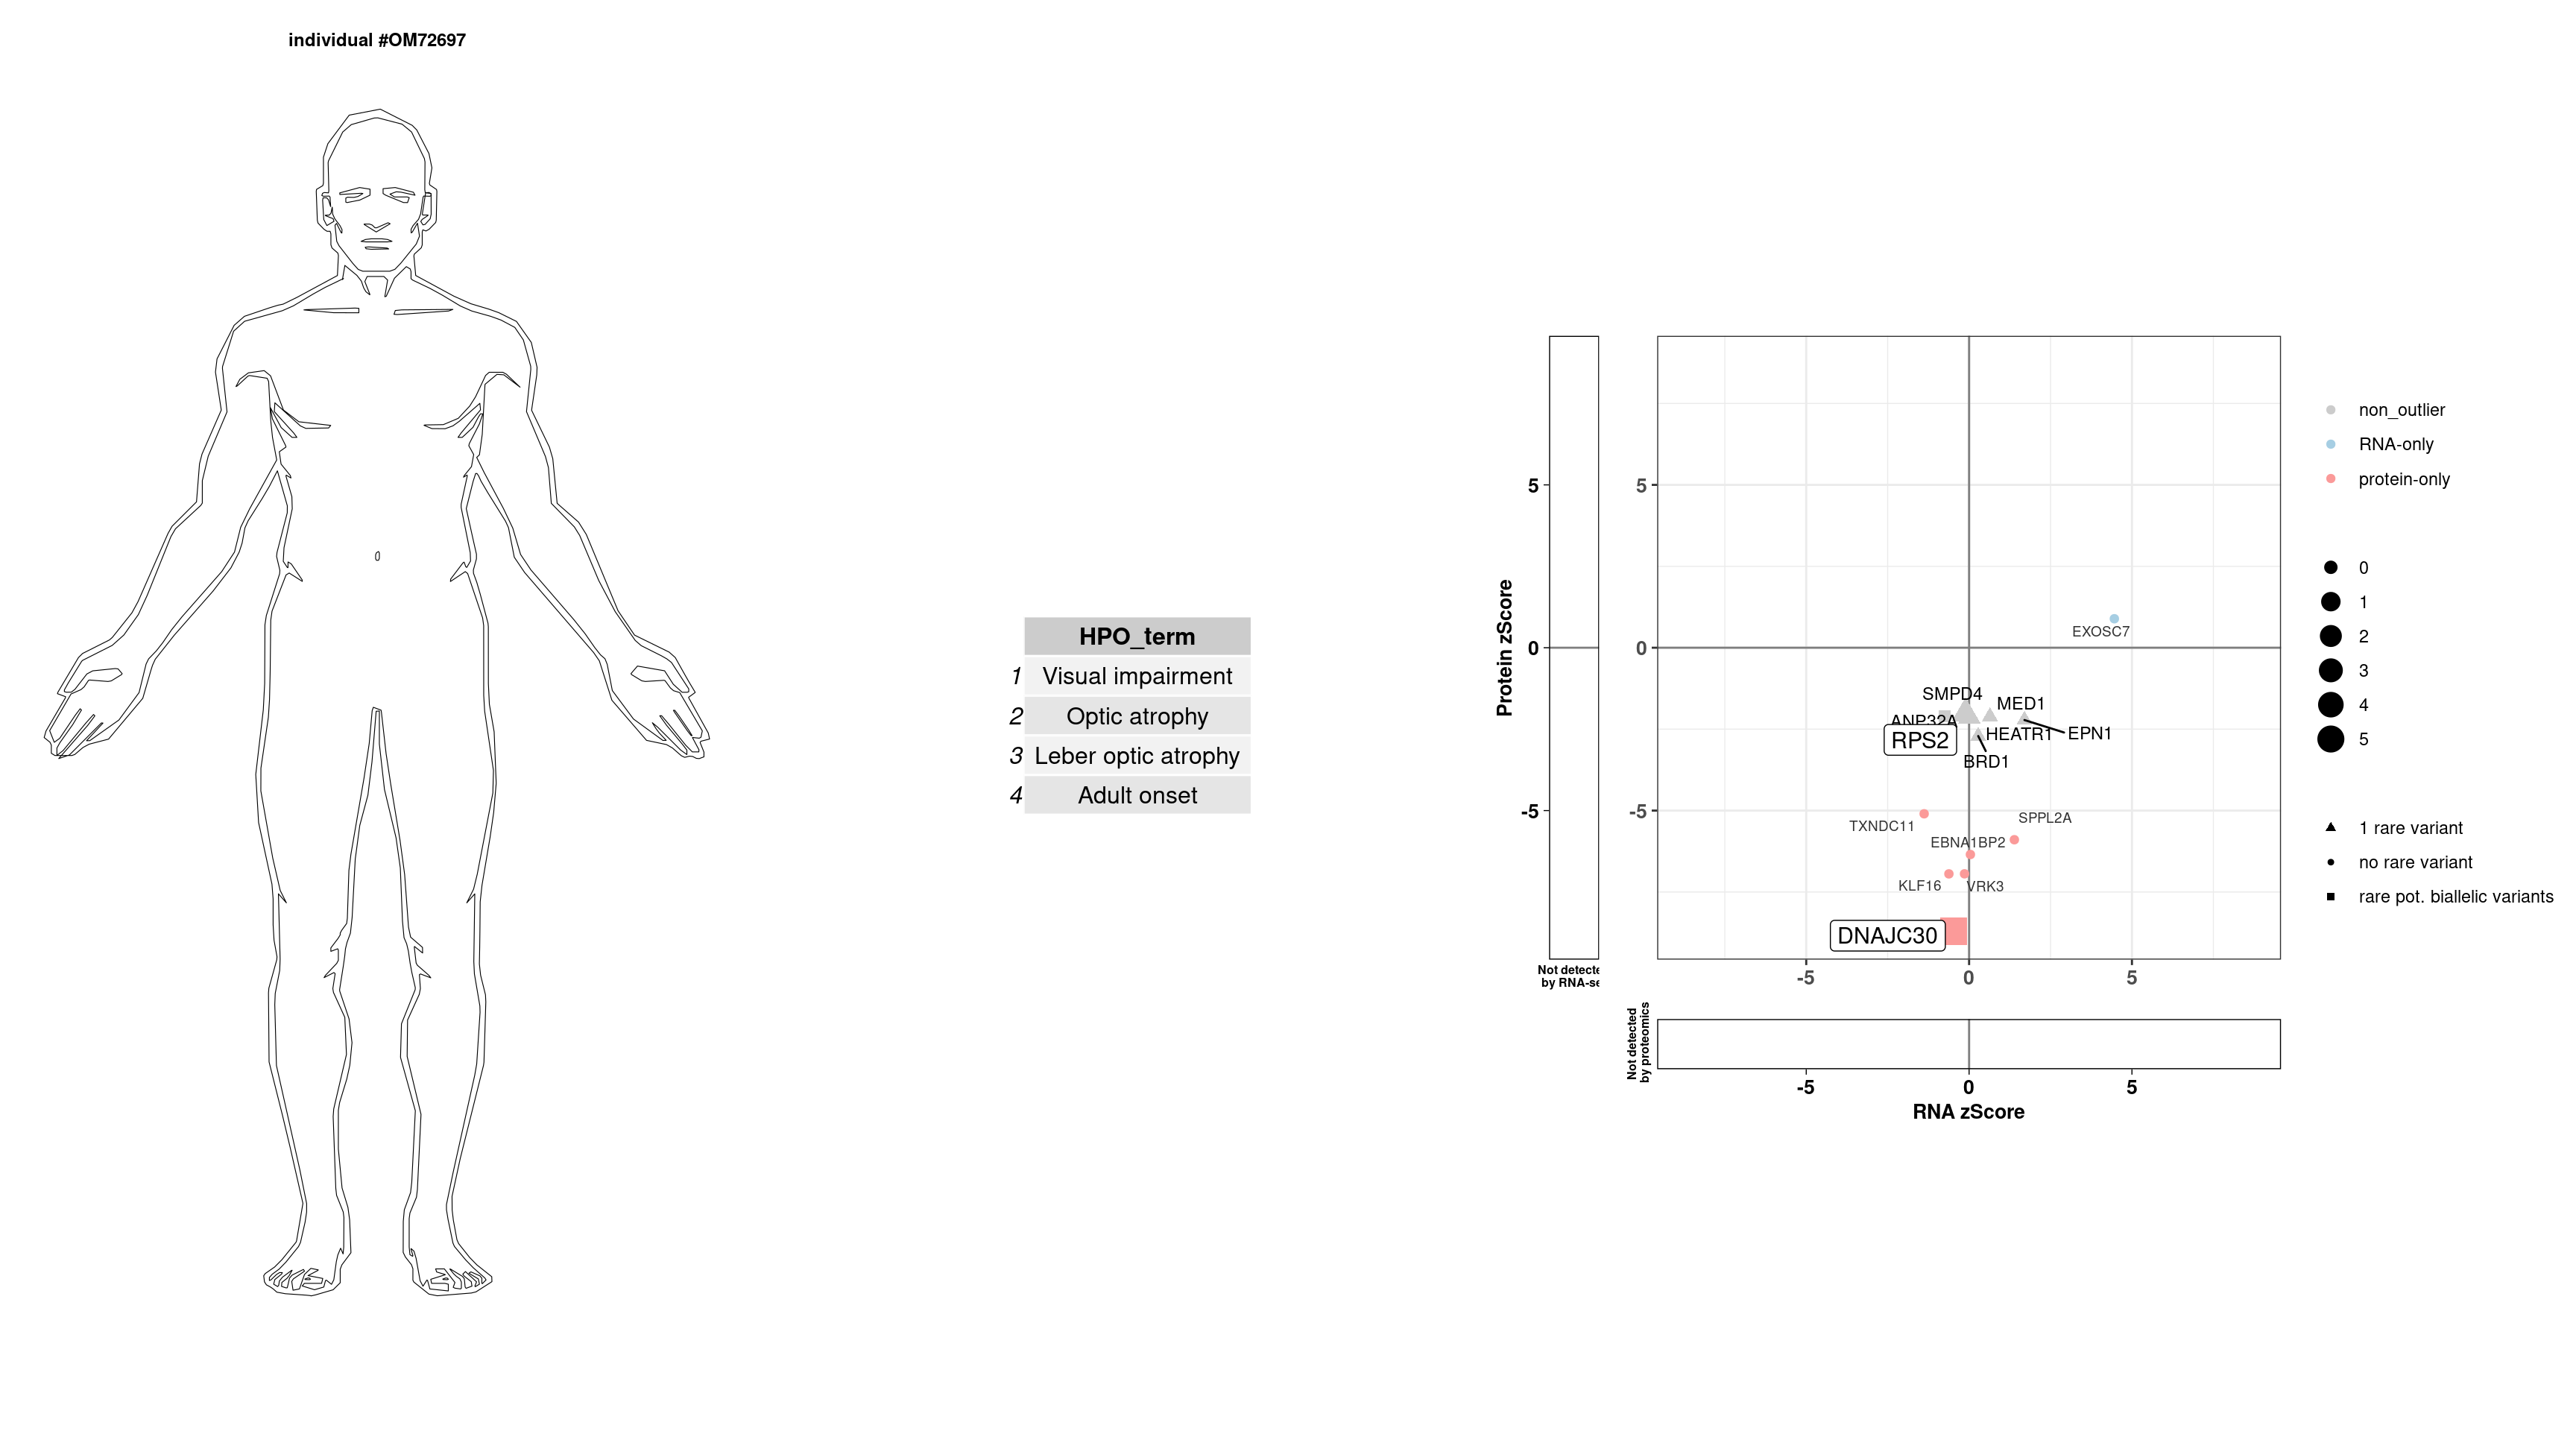 individual #OM72697
HPO_term
1 Visual impairment
2 Optic atrophy
3 Leber optic atrophy
4 Adult onset
Protein zScore
5
0
-5
Not detecte
by RNA-se
5
0
-5
EXOSC7
SMPD4
MED1
ANP32A
RPS2
HEATR1
EPN1
BRD1
TXNDC11
SPPL2A
EBNA1BP2
KLF16
VRK3
DNAJC30
-5 0 5
Not detected
by proteomics
-5 0 5
RNA zScore
non_outlier
RNA-only
protein-only
0
1
2
3
4
5
1 rare variant
no rare variant
rare pot. biallelic variants